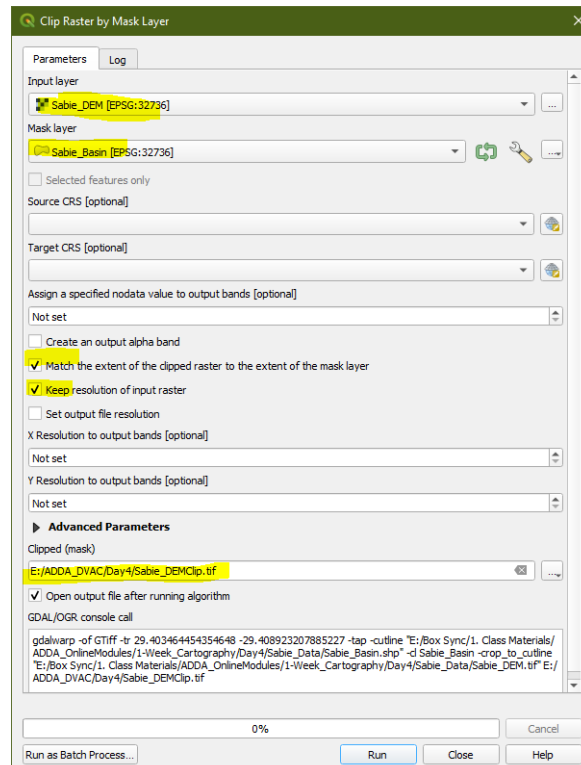 Clip Raster by Mask Layer
Parameters Log
Input layer
Sabie_DEM [EPSG:32736]
...
Mask layer
Sabie_Basin [EPSG:32736]
...
Selected features only
Source CRS [optional]
Target CRS [optional]
Assign a specified nodata value to output bands [optional]
Not set
Create an output alpha band
Match the extent of the clipped raster to the extent of the mask layer
Keep resolution of input raster
Set output file resolution
X Resolution to output bands [optional]
Not set
Y Resolution to output bands [optional]
Not set
Advanced Parameters
Clipped (mask)
E:/ADDA_DVAC/Day4/Sabie_DEMClip.tif
...
Open output file after running algorithm
GDAL/OGR console call
gdalwarp -of GTiff -tr 29.403464454354648 -29.408923207885227 -tap -cutline "E:/Box Sync/1. Class Materials/
ADDA_OnlineModules/1-Week_Cartography/Day4/Sabie_Data/Sabie_Basin.shp" -cl Sabie_Basin -crop_to_cutline
"E:/Box Sync/1. Class Materials/ADDA_OnlineModules/1-Week_Cartography/Day4/Sabie_Data/Sabie_DEM.tif" E:/
ADDA_DVAC/Day4/Sabie_DEMClip.tif
0% Cancel
Run as Batch Process... Run Close Help